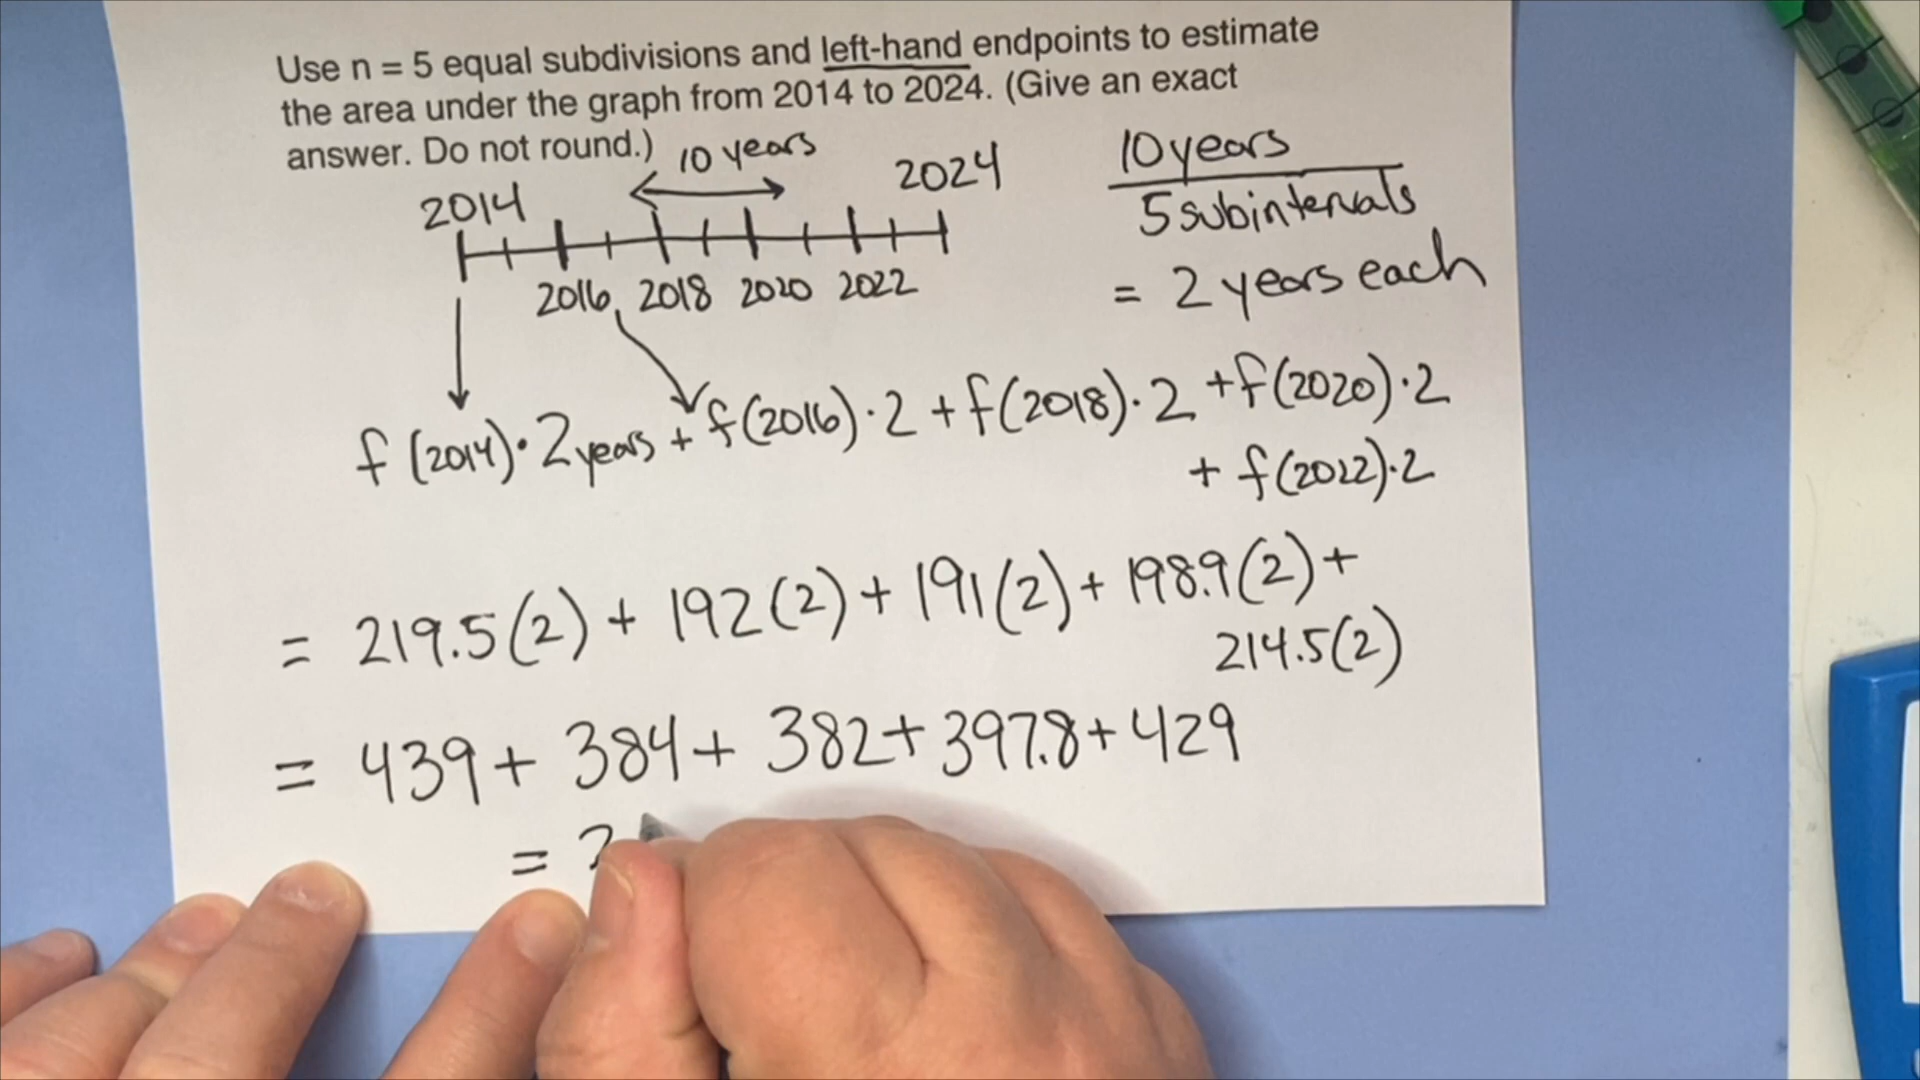 Use n = 5 equal subdivisions and left-hand endpoints to estimate
the area under the graph from 2014 to 2024. (Give an exact
answer. Do not round.)
10 years
2014
2024
2016 2018 2020 2022
10 years
5 subintervals
= 2 years each
f(2014)·2 years + f(2016)·2 + f(2018)·2 + f(2020)·2
+ f(2022)·2
= 219.5(2) + 192(2) + 191(2) + 198.9(2) +
214.5(2)
= 439 + 384 + 382 + 397.8 + 429
=